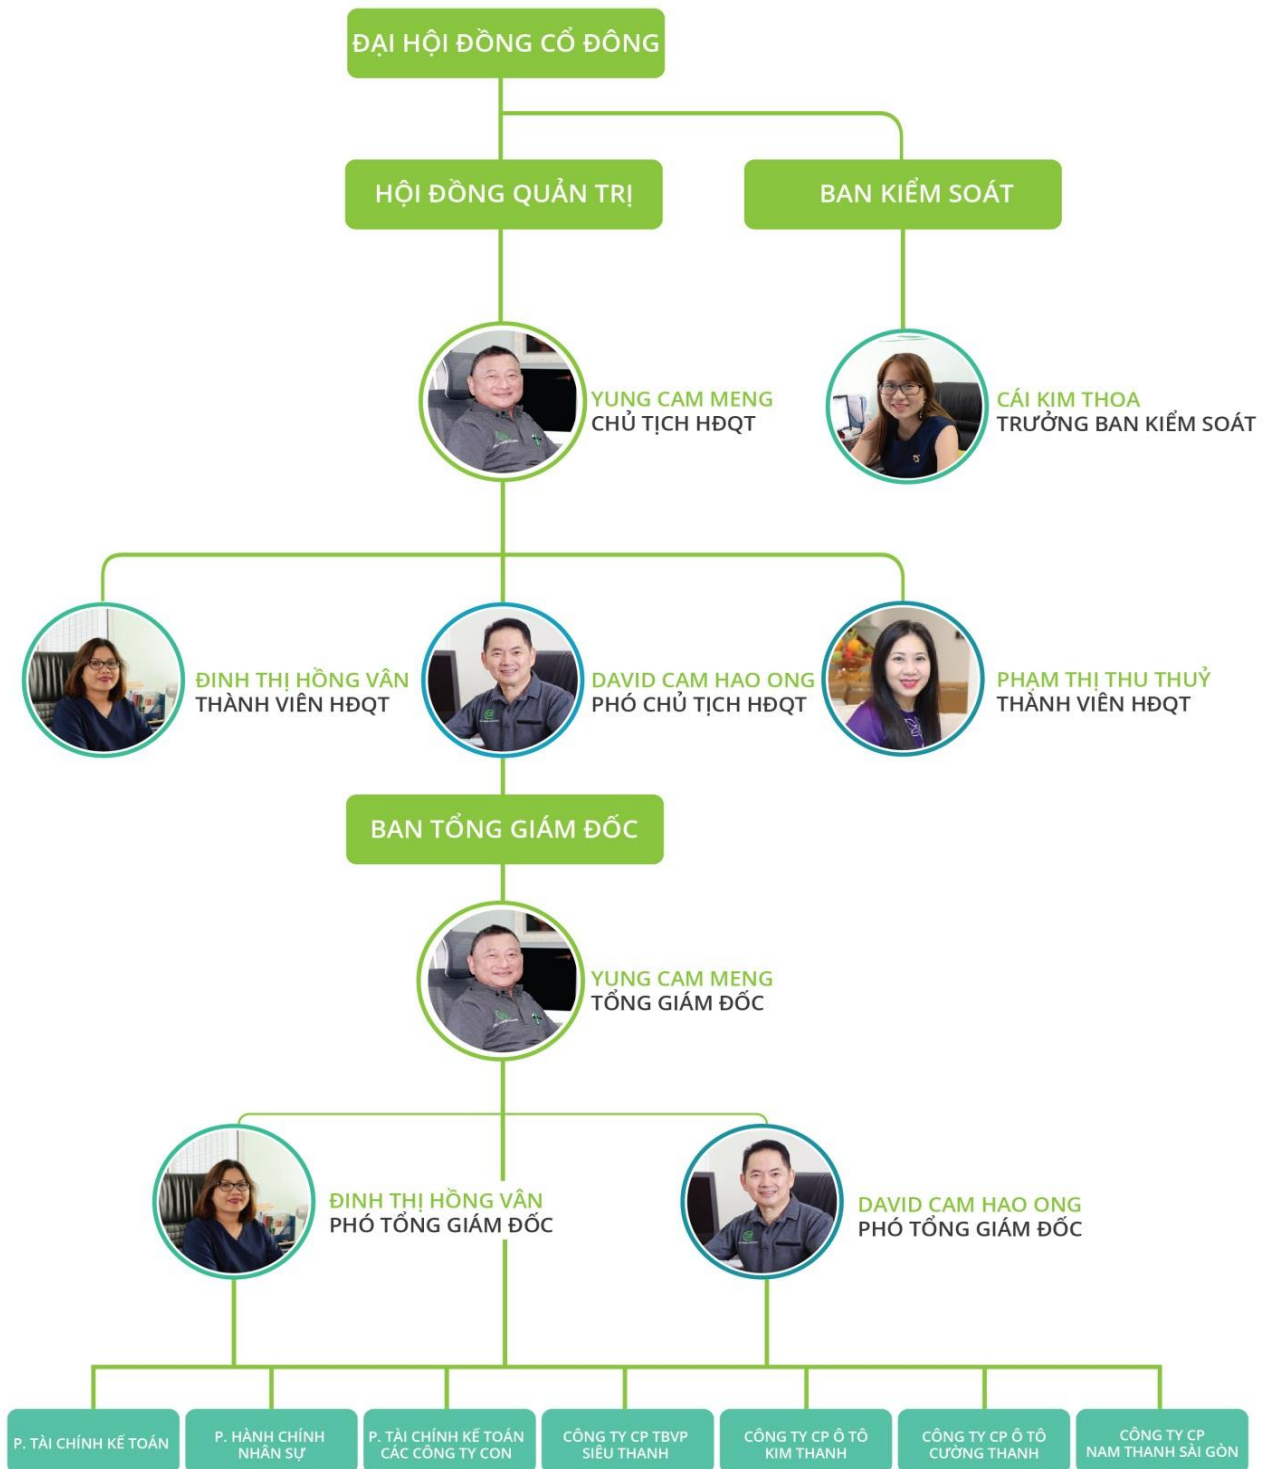 ĐẠI HỘI ĐỒNG CỔ ĐÔNG
HỘI ĐỒNG QUẢN TRỊ
BAN KIỂM SOÁT
YUNG CAM MENG
CHỦ TỊCH HĐQT
CÁI KIM THOA
TRƯỞNG BAN KIỂM SOÁT
ĐINH THỊ HỒNG VÂN
THÀNH VIÊN HĐQT
DAVID CAM HAO ONG
PHÓ CHỦ TỊCH HĐQT
PHẠM THỊ THU THUỶ
THÀNH VIÊN HĐQT
BAN TỔNG GIÁM ĐỐC
YUNG CAM MENG
TỔNG GIÁM ĐỐC
ĐINH THỊ HỒNG VÂN
PHÓ TỔNG GIÁM ĐỐC
DAVID CAM HAO ONG
PHÓ TỔNG GIÁM ĐỐC
P. TÀI CHÍNH KẾ TOÁN
P. HÀNH CHÍNH
NHÂN SỰ
P. TÀI CHÍNH KẾ TOÁN
CÁC CÔNG TY CON
CÔNG TY CP TBVP
SIÊU THANH
CÔNG TY CP Ô TÔ
KIM THANH
CÔNG TY CP Ô TÔ
CƯỜNG THANH
CÔNG TY CP
NAM THANH SÀI GÒN